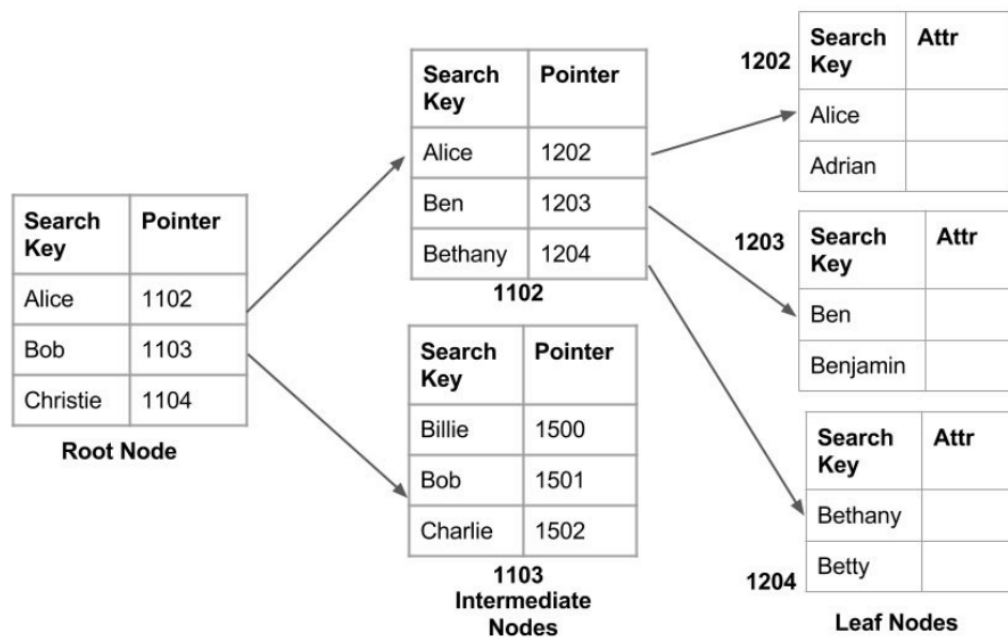 Search Key Pointer
Alice 1102
Bob 1103
Christie 1104
Root Node
Search Key Pointer
Alice 1202
Ben 1203
Bethany 1204
1102
Search Key Pointer
Billie 1500
Bob 1501
Charlie 1502
1103
Intermediate
Nodes
1202
Search Key Attr
Alice
Adrian
1203
Search Key Attr
Ben
Benjamin
Search Key Attr
Bethany
Betty
1204
Leaf Nodes